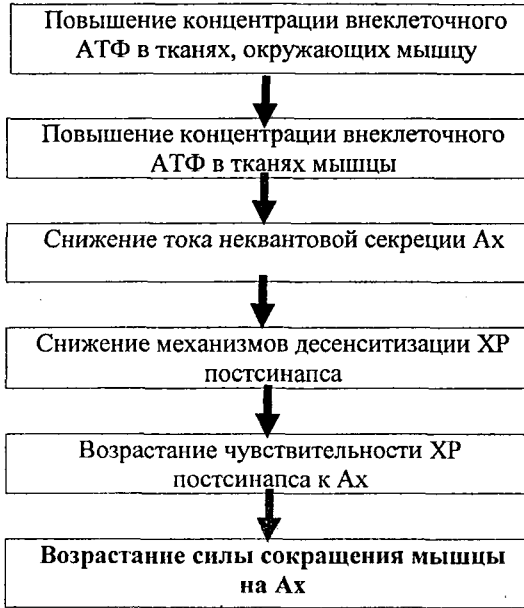 Повышение концентрации внеклеточного
АТФ в тканях, окружающих мышцу
Повышение концентрации внеклеточного
АТФ в тканях мышцы
Снижение тока неквантовой секреции Ах
Снижение механизмов десенситизации ХР
постсинапса
Возрастание чувствительности ХР
постсинапса к Ах
Возрастание силы сокращения мышцы
на Ах